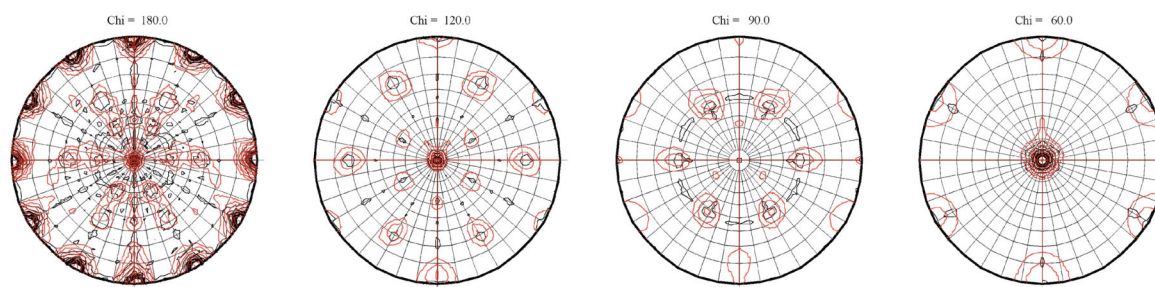 Chi = 180.0
Chi = 120.0
Chi = 90.0
Chi = 60.0